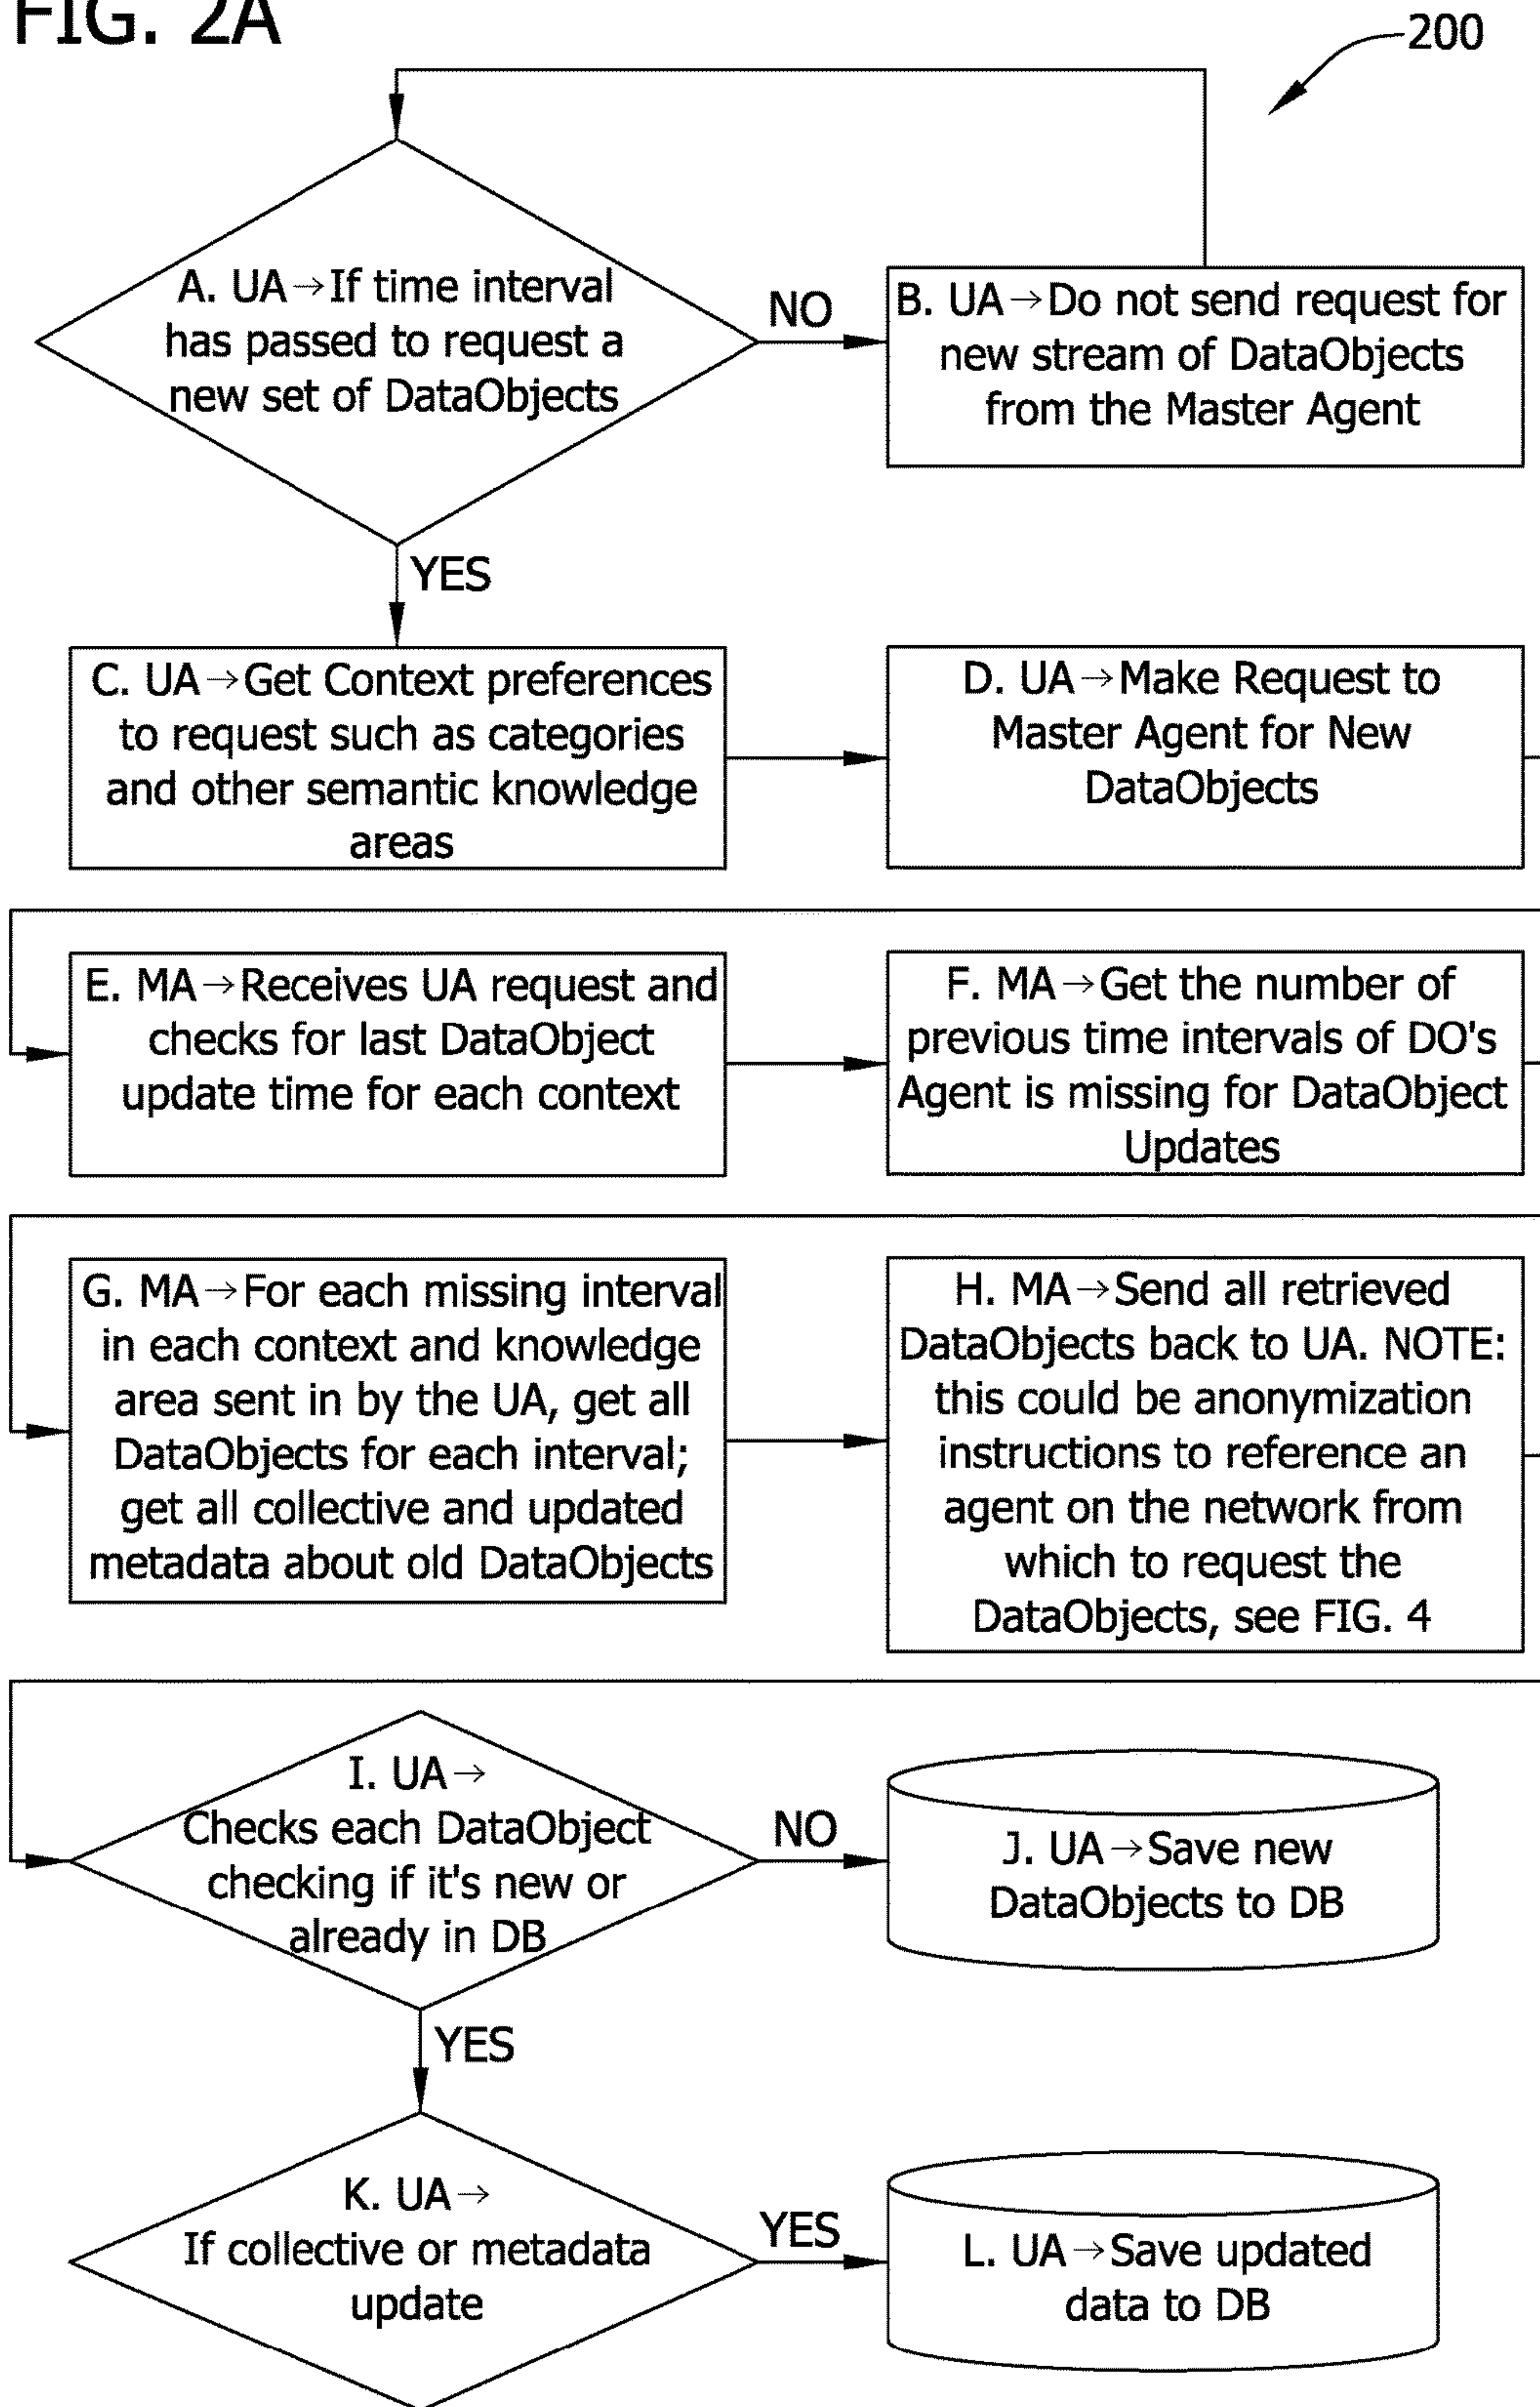 FIG. 2A
200
A. UA→If time interval
has passed to request a
new set of DataObjects
NO
B. UA→Do not send request for
new stream of DataObjects
from the Master Agent
YES
C. UA→Get Context preferences
to request such as categories
and other semantic knowledge
areas
D. UA→Make Request to
Master Agent for New
DataObjects
E. MA→Receives UA request and
checks for last DataObject
update time for each context
F. MA→Get the number of
previous time intervals of DO's
Agent is missing for DataObject
Updates
G. MA→For each missing interval
in each context and knowledge
area sent in by the UA, get all
DataObjects for each interval;
get all collective and updated
metadata about old DataObjects
H. MA→Send all retrieved
DataObjects back to UA. NOTE:
this could be anonymization
instructions to reference an
agent on the network from
which to request the
DataObjects, see FIG. 4
I. UA→
Checks each DataObject
checking if it's new or
already in DB
NO
J. UA→Save new
DataObjects to DB
YES
K. UA→
If collective or metadata
update
YES
L. UA→Save updated
data to DB